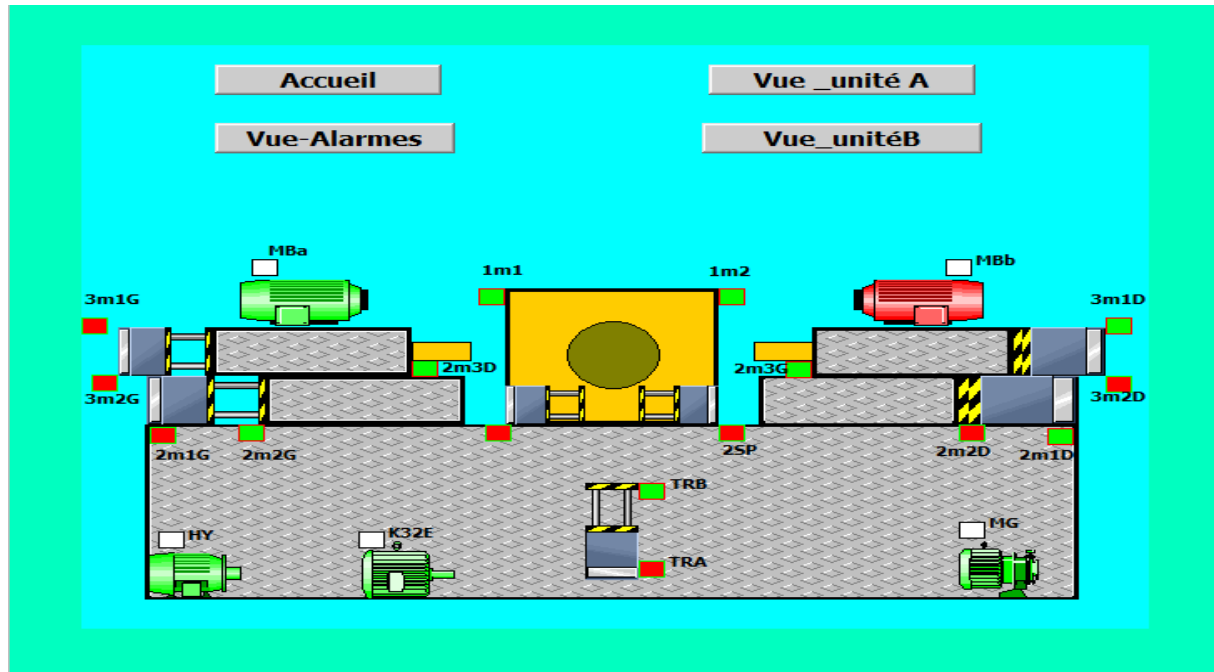 Accueil
Vue _unité A
Vue-Alarmes
Vue_unitéB
MBa
MBb
1m1
1m2
3m1G
3m1D
2m3D
2m3G
3m2G
3m2D
2m1G
2m2G
2SP
2m2D
2m1D
TRB
HY
K32E
MG
TRA